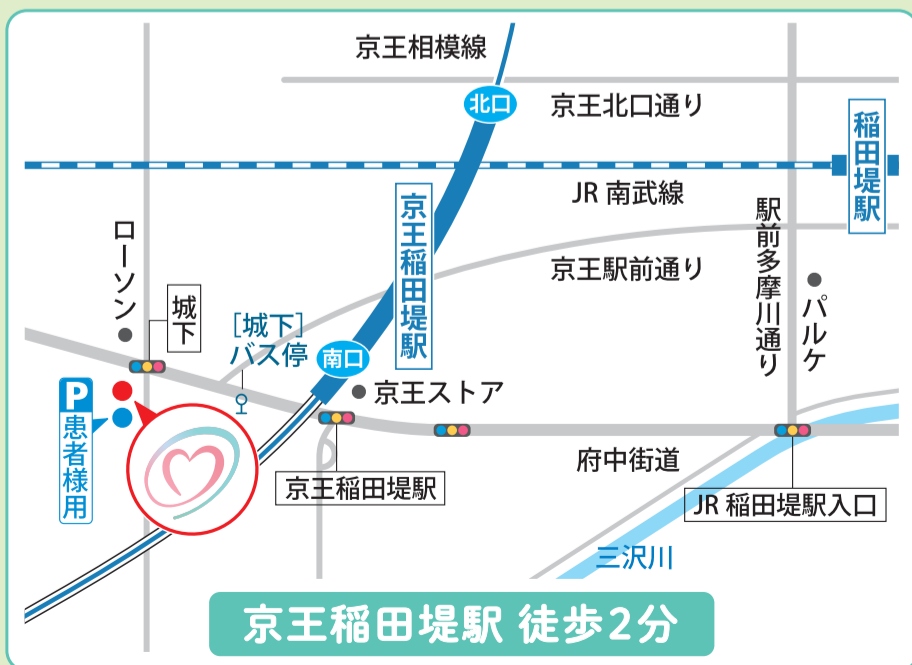 京王相模線
北口
京王北口通り
稲田堤駅
JR 南武線
京王稲田堤駅
駅前多摩川通り
京王駅前通り
ローソン
城下
[城下]
バス停
南口
パルケ
京王ストア
P
患者様用
府中街道
京王稲田堤駅
JR 稲田堤駅入口
三沢川
京王稲田堤駅 徒歩2分